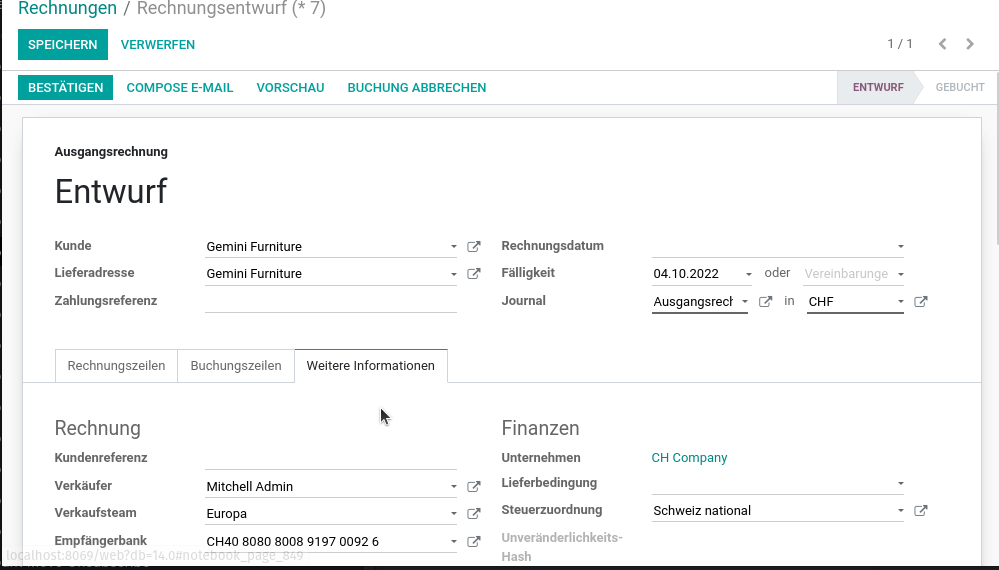 Rechnungen / Rechnungsentwurf (* 7)
SPEICHERN VERWERFEN 1 / 1
BESTÄTIGEN COMPOSE E-MAIL VORSCHAU BUCHUNG ABBRECHEN ENTWURF GEBUCHT
Ausgangsrechnung
Entwurf
Kunde Gemini Furniture Rechnungsdatum
Lieferadresse Gemini Furniture Fälligkeit 04.10.2022 oder Vereinbarunge
Zahlungsreferenz Journal Ausgangsrech in CHF
Rechnungszeilen Buchungszeilen Weitere Informationen
Rechnung Finanzen
Kundenreferenz Unternehmen CH Company
Verkäufer Mitchell Admin Lieferbedingung
Verkaufsteam Europa Steuerzuordnung Schweiz national
Empfängerbank CH40 8080 8008 9197 0092 6 Unveränderlichkeits-
Hash
localhost:8069/web?db=14.0#notebook_page_849